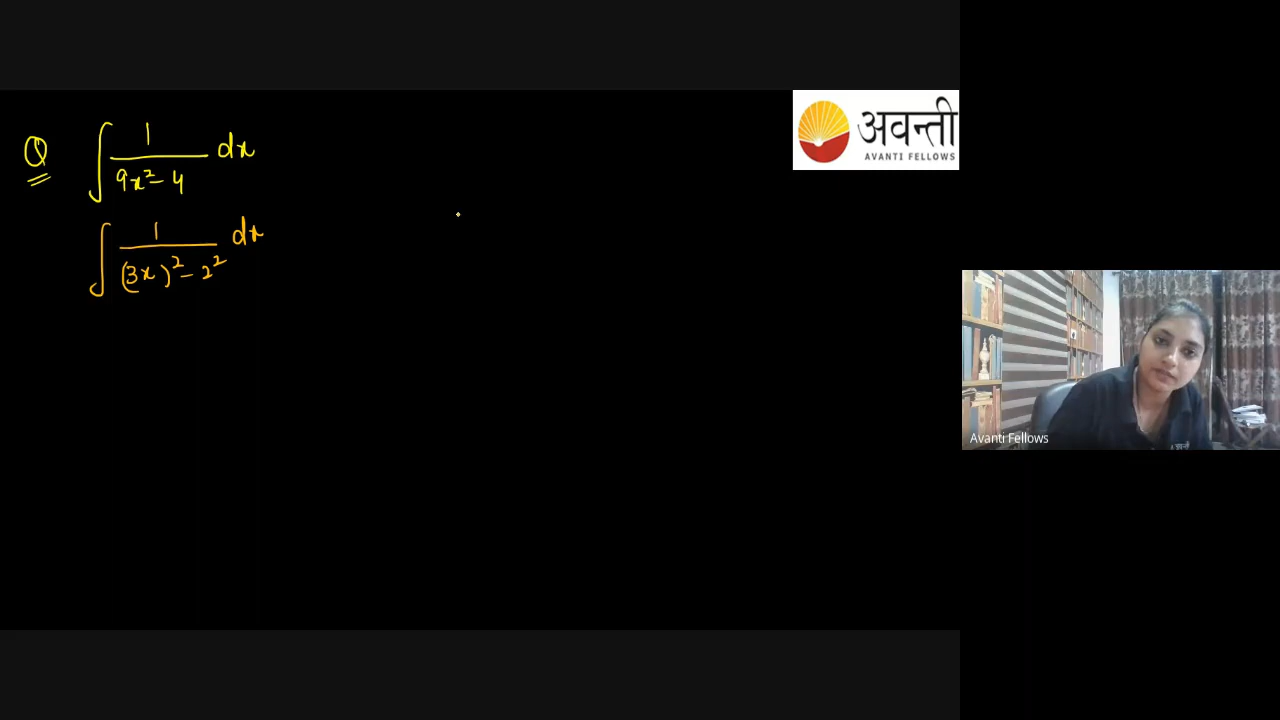 Q ∫ 1/(9x² - 4) dx
∫ 1/((3x)² - 2²) dx
अवन्ती
AVANTI FELLOWS
Avanti Fellows